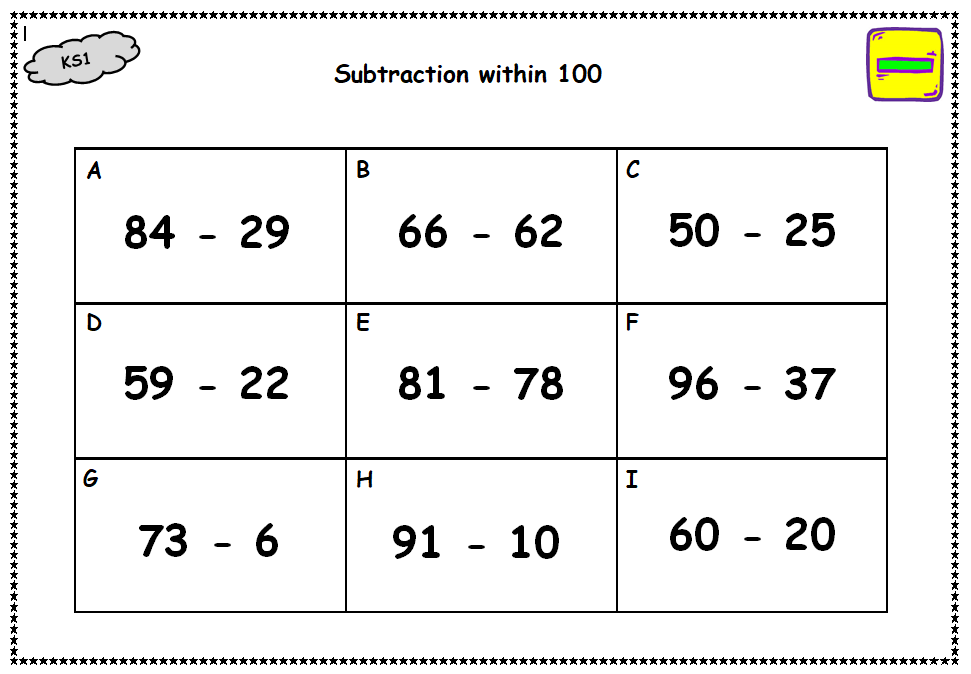 KS1
Subtraction within 100
A
84 - 29
B
66 - 62
C
50 - 25
D
59 - 22
E
81 - 78
F
96 - 37
G
73 - 6
H
91 - 10
I
60 - 20